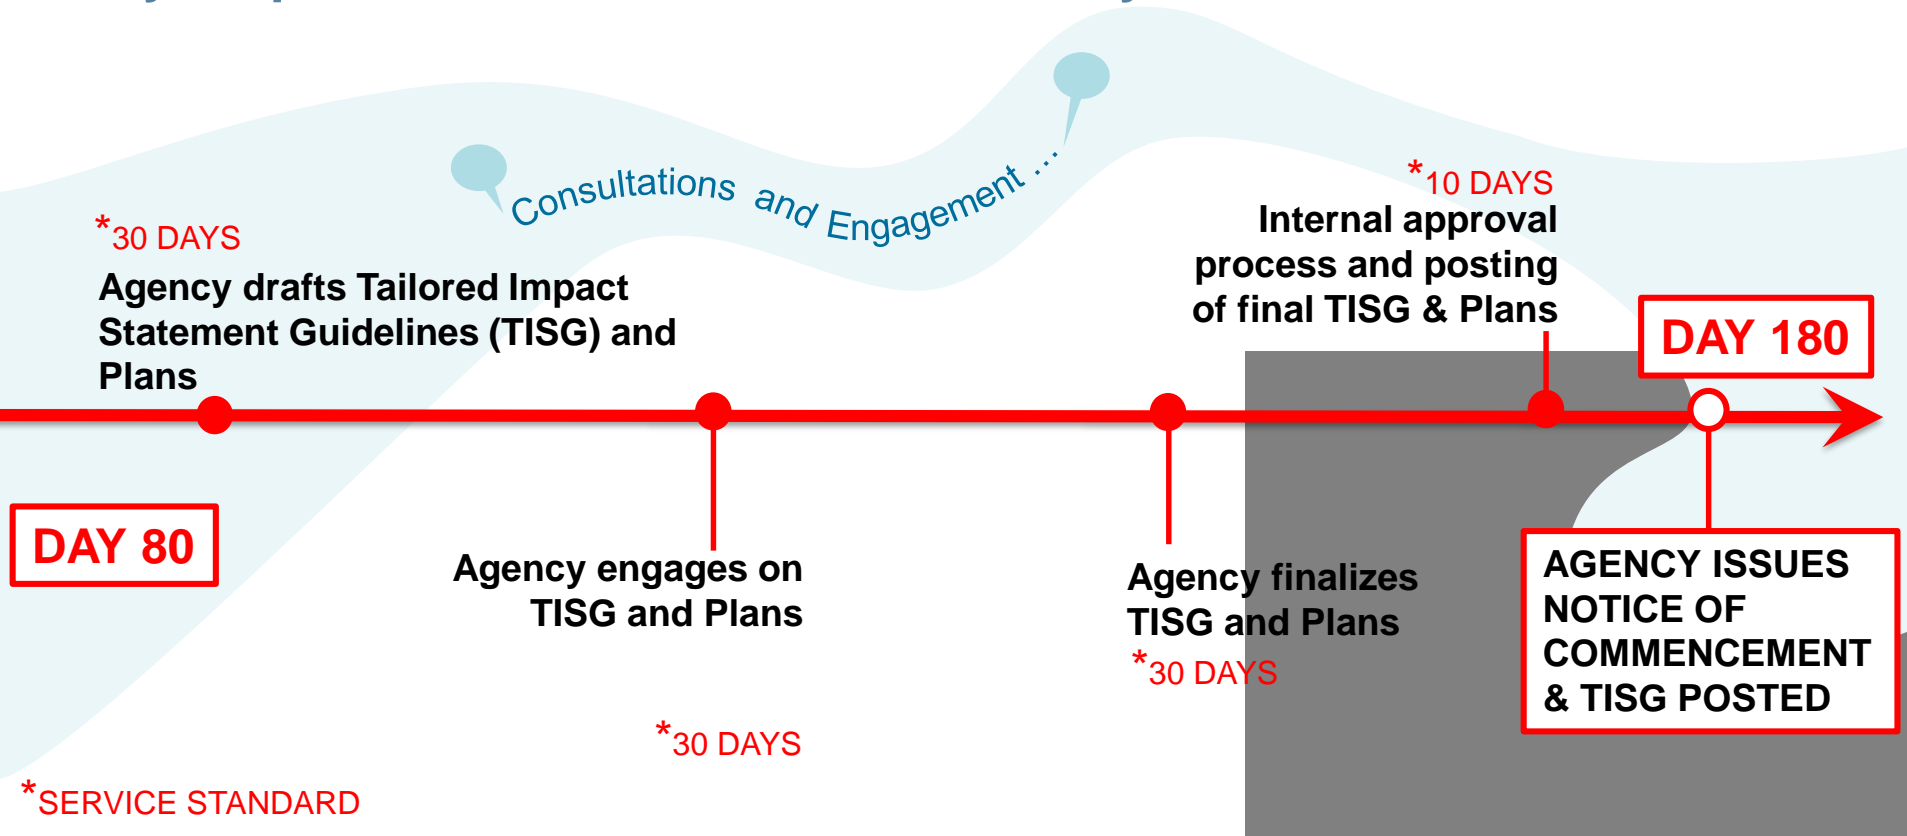 *30 DAYS
Agency drafts Tailored Impact
Statement Guidelines (TISG) and
Plans
Consultations and Engagement ...
*10 DAYS
Internal approval
process and posting
of final TISG & Plans
DAY 180
DAY 80
Agency engages on
TISG and Plans
*30 DAYS
Agency finalizes
TISG and Plans
*30 DAYS
AGENCY ISSUES
NOTICE OF
COMMENCEMENT
& TISG POSTED
*SERVICE STANDARD